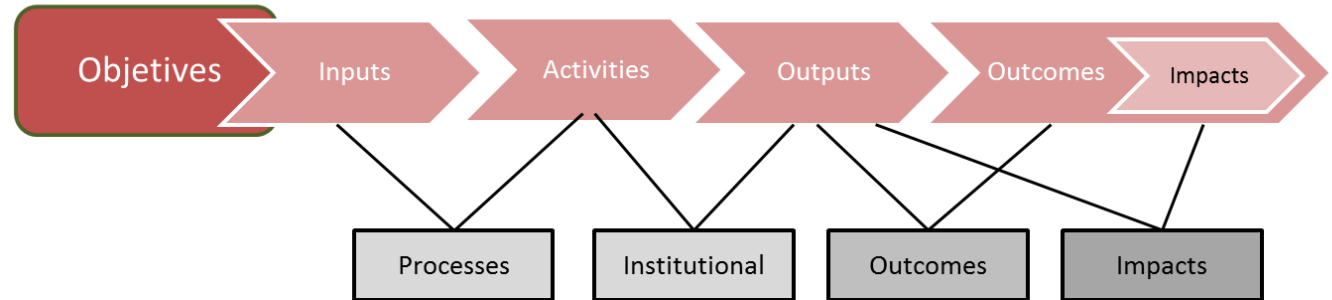 Objetives
Inputs
Activities
Outputs
Outcomes
Impacts
Processes
Institutional
Outcomes
Impacts